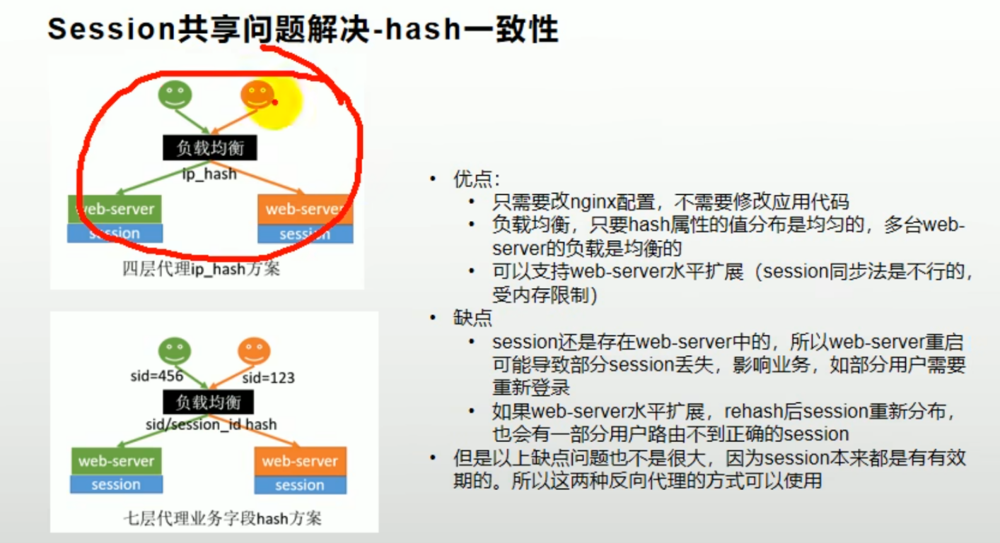 Session共享问题解决-hash一致性
负载均衡
ip_hash
web-server
web-server
session
session
四层代理ip_hash方案
sid=456
sid=123
负载均衡
sid/session_id hash
web-server
web-server
session
session
七层代理业务字段hash方案
• 优点：
• 只需要改nginx配置，不需要修改应用代码
• 负载均衡，只要hash属性的值分布是均匀的，多台web-
server的负载是均衡的
• 可以支持web-server水平扩展（session同步法是不行的，
受内存限制）
• 缺点
• session还是存在web-server中的，所以web-server重启
可能导致部分session丢失，影响业务，如部分用户需要
重新登录
• 如果web-server水平扩展，rehash后session重新分布，
也会有一部分用户路由不到正确的session
• 但是以上缺点问题也不是很大，因为session本来都是有有效
期的。所以这两种反向代理的方式可以使用